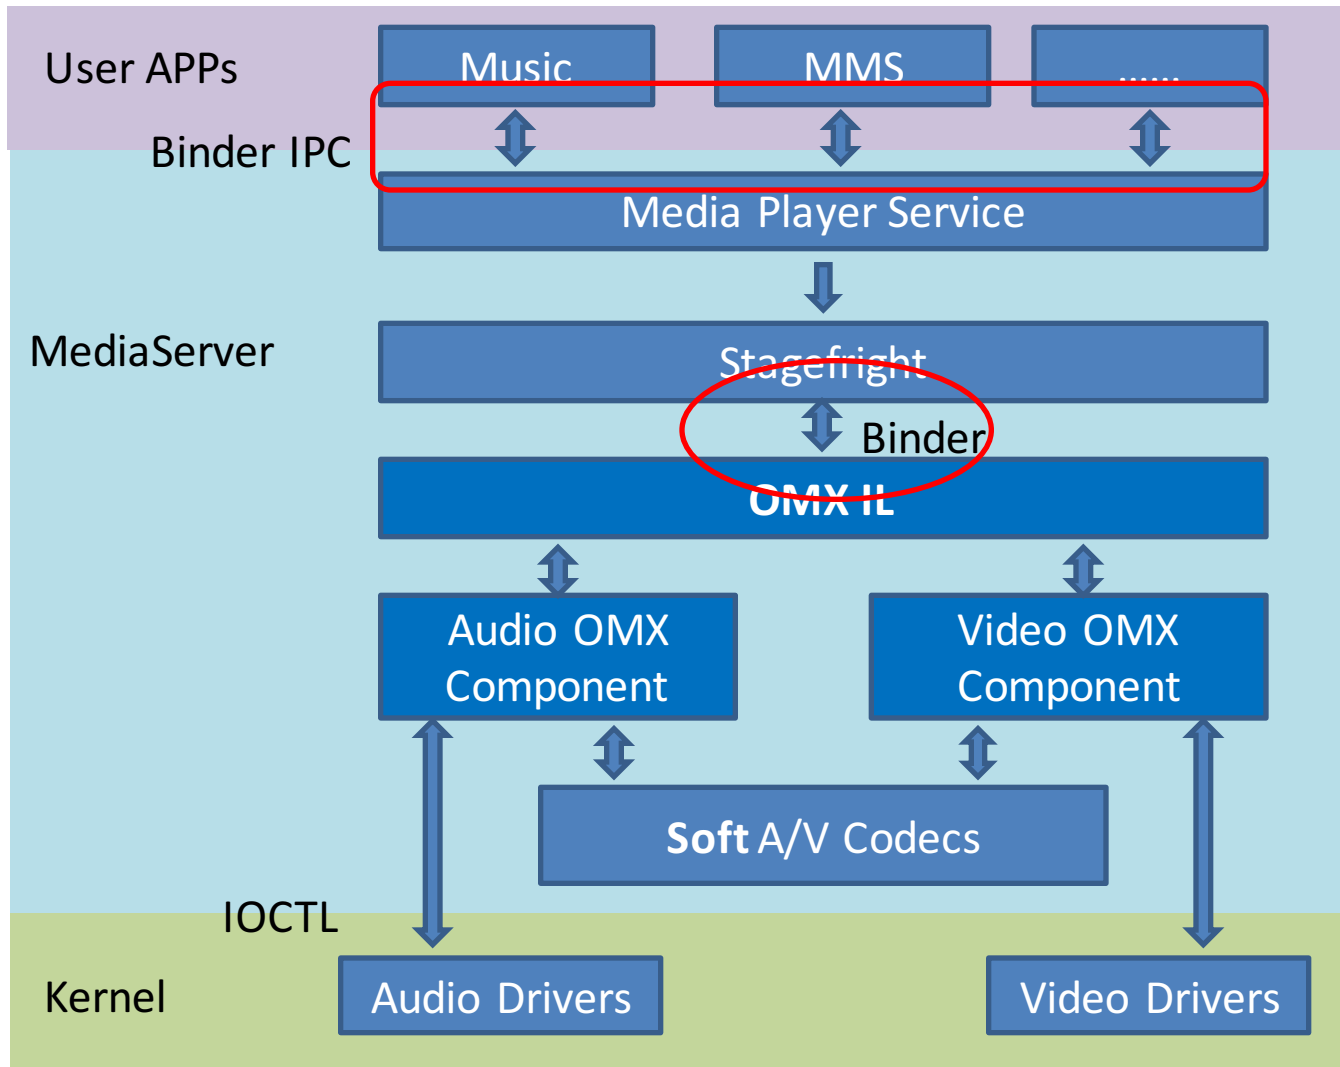 User APPs
Music
MMS
......
Binder IPC
Media Player Service
MediaServer
Stagefright
Binder
OMX IL
Audio OMX
Component
Video OMX
Component
Soft A/V Codecs
IOCTL
Kernel
Audio Drivers
Video Drivers